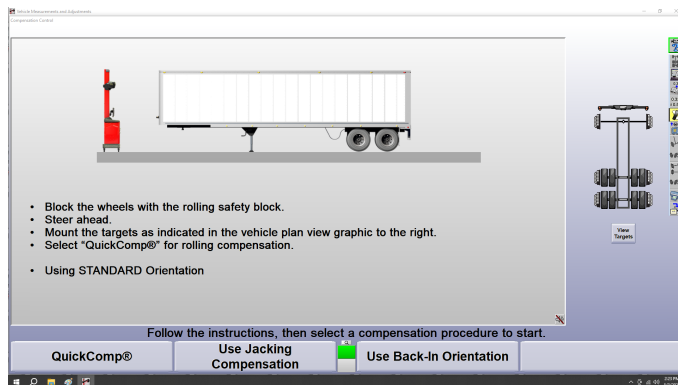 Vehicle Measurements and Adjustments
Compensation Control
• Block the wheels with the rolling safety block.
• Steer ahead.
• Mount the targets as indicated in the vehicle plan view graphic to the right.
• Select “QuickComp®” for rolling compensation.
• Using STANDARD Orientation
View
Targets
Follow the instructions, then select a compensation procedure to start.
QuickComp®
Use Jacking
Compensation
Use Back-In Orientation